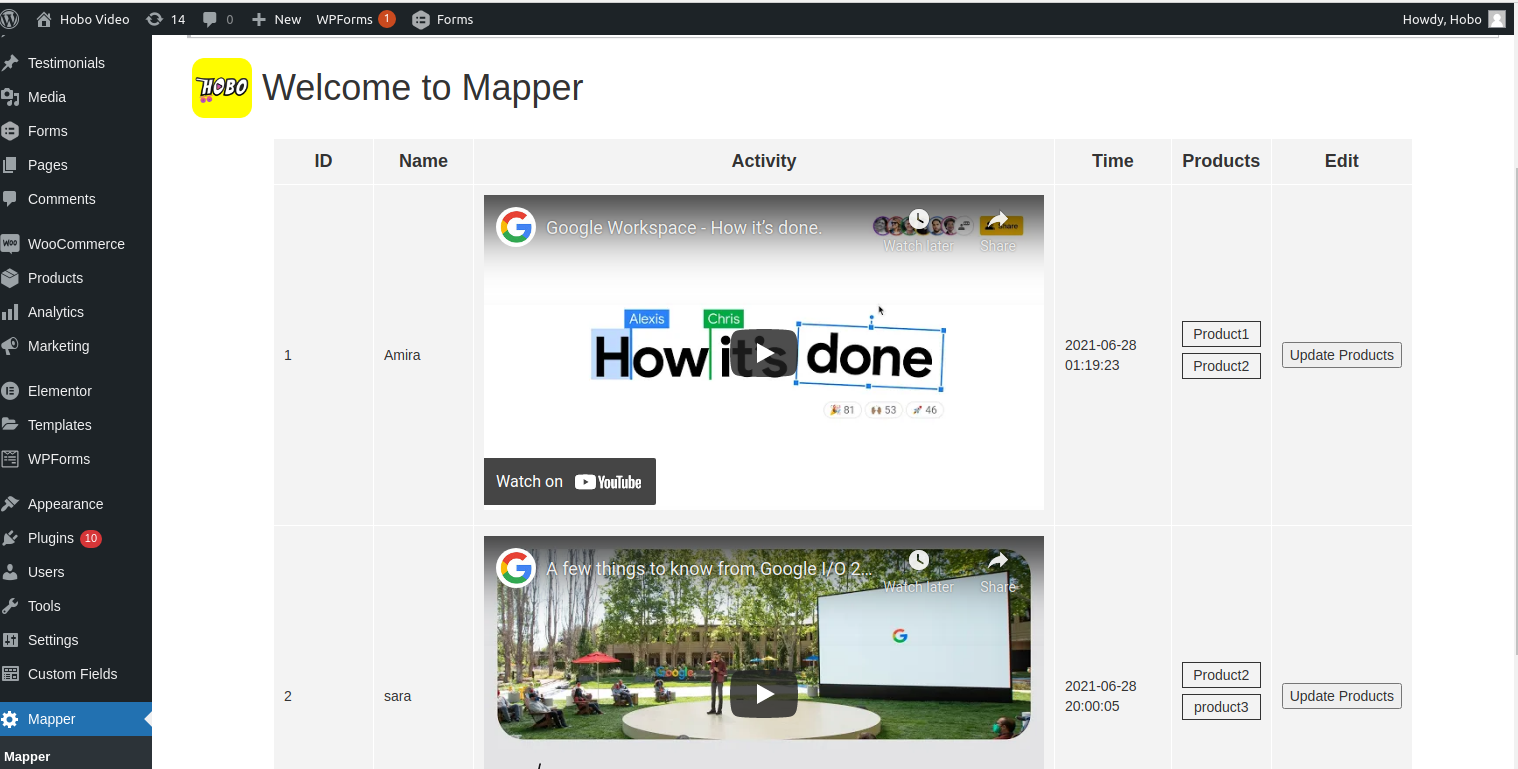 Hobo Video 14 0 New WPForms 1 Forms Howdy, Hobo
Testimonials
Media
Forms
Pages
Comments
WooCommerce
Products
Analytics
Marketing
Elementor
Templates
WPForms
Appearance
Plugins 10
Users
Tools
Settings
Custom Fields
Mapper
Mapper
HOBO Welcome to Mapper
ID Name Activity Time Products Edit
1
Amira
Google Workspace - How it’s done.
Watch later
Share
Alexis Chris
How it's done
81 53 46
Watch on YouTube
2021-06-28
01:19:23
Product1
Product2
Update Products
2
sara
A few things to know from Google I/O 2...
Watch later
Share
Google
2021-06-28
20:00:05
Product2
product3
Update Products